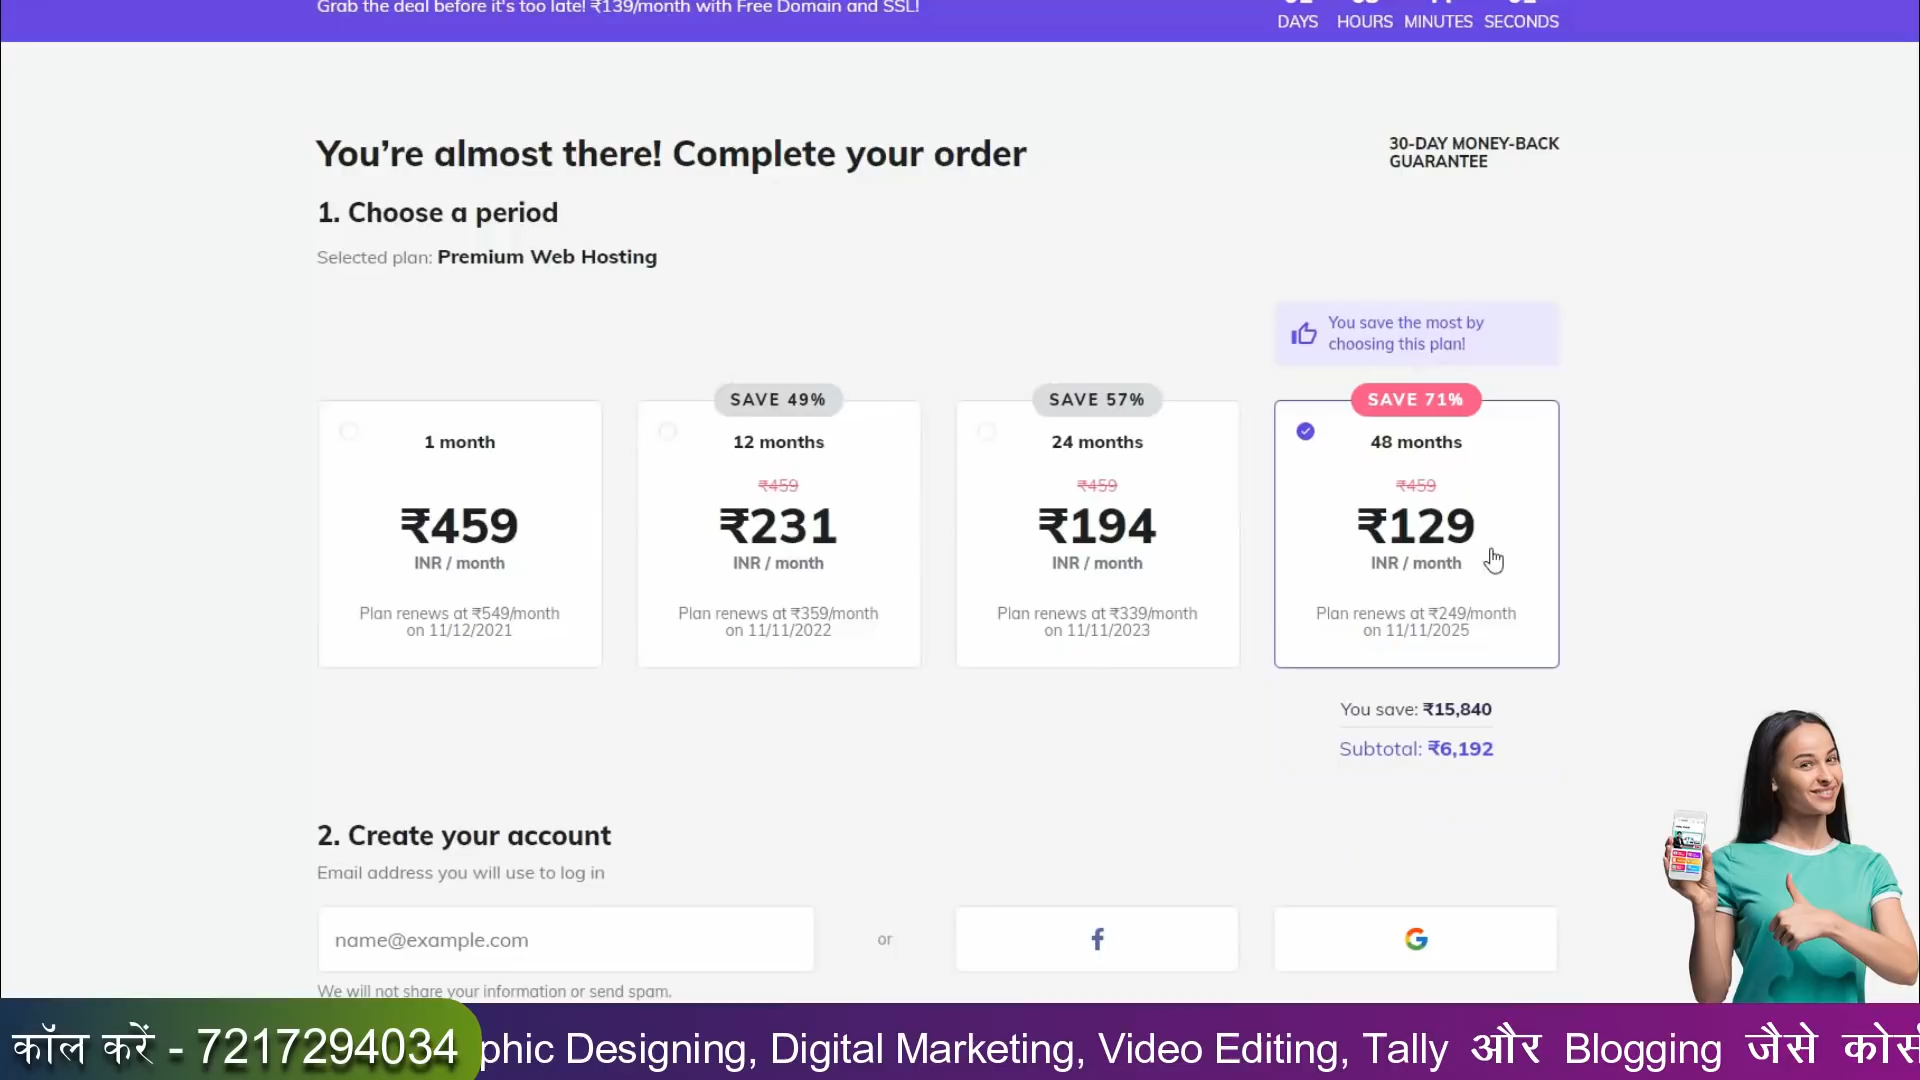 Grab the deal before it's too late! ₹139/month with Free Domain and SSL!
DAYS HOURS MINUTES SECONDS
You're almost there! Complete your order
30-DAY MONEY-BACK
GUARANTEE
1. Choose a period
Selected plan: Premium Web Hosting
You save the most by
choosing this plan!
SAVE 49%
SAVE 57%
SAVE 71%
1 month
12 months
24 months
48 months
₹459
₹459
₹459
₹459
₹231
₹194
₹129
INR / month
INR / month
INR / month
INR / month
Plan renews at ₹549/month
on 11/12/2021
Plan renews at ₹359/month
on 11/11/2022
Plan renews at ₹339/month
on 11/11/2023
Plan renews at ₹249/month
on 11/11/2025
You save: ₹15,840
Subtotal: ₹6,192
2. Create your account
Email address you will use to log in
name@example.com
or
We will not share your information or send spam.
कॉल करें - 7217294034
phic Designing, Digital Marketing, Video Editing, Tally और Blogging जैसे